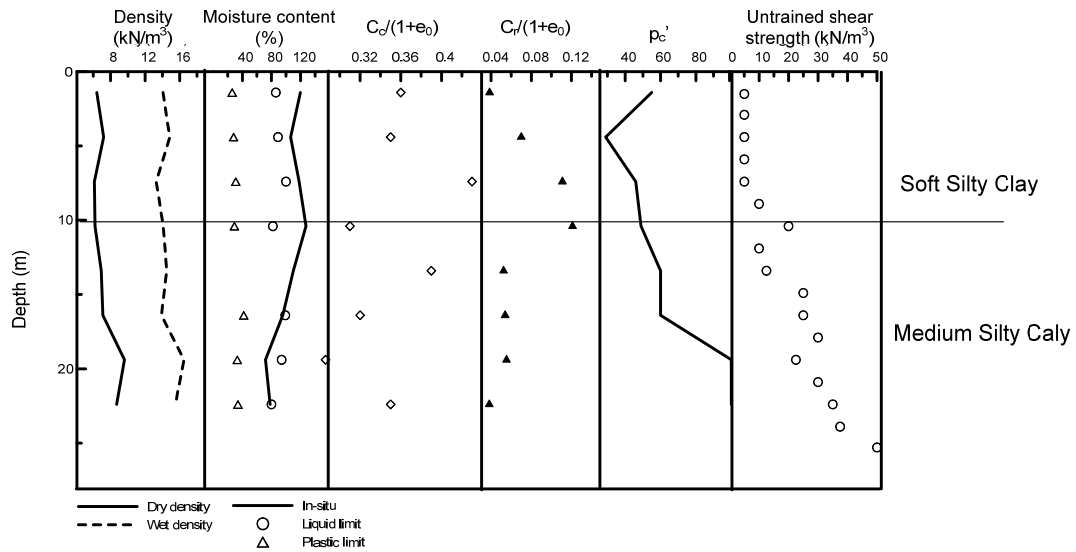 Density
(kN/m³)
Moisture content
(%)
Cc/(1+e0)
Cr/(1+e0)
pc'
Untrained shear
strength (kN/m³)
8 12 16
40 80 120
0.32 0.36 0.4
0.04 0.08 0.12
40 60 80
0 10 20 30 40 50
0
10
20
Depth (m)
Soft Silty Clay
Medium Silty Caly
Dry density
Wet density
In-situ
Liquid limit
Plastic limit